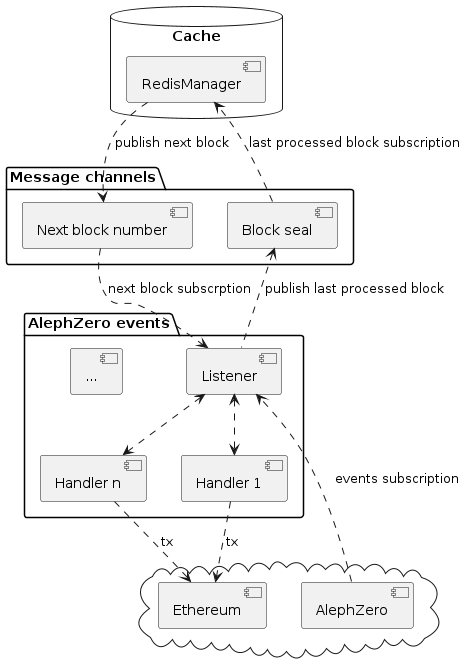 Cache
RedisManager
publish next block
last processed block subscription
Message channels
Next block number
Block seal
next block subscrption
publish last processed block
AlephZero events
...
Listener
Handler n
Handler 1
events subscription
tx
tx
Ethereum
AlephZero